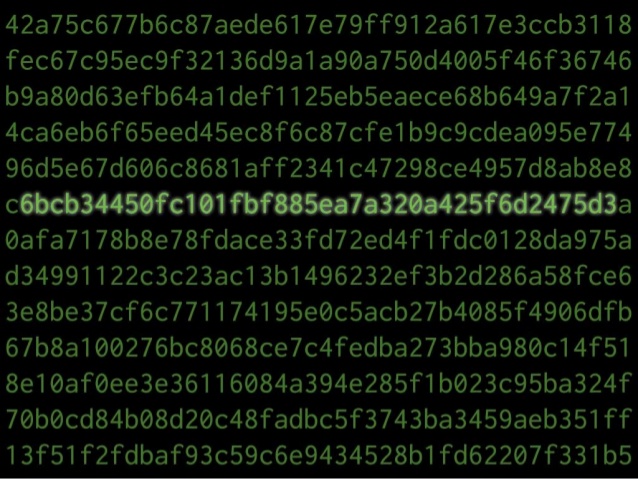 42a75c677b6c87aede617e79ff912a617e3ccb3118
fec67c95ec9f32136d9a1a90a750d4005f46f36746
b9a80d63efb64a1def1125eb5eaece68b649a7f2a1
4ca6eb6f65eed45ec8f6c87cfe1b9c9cdea095e774
96d5e67d606c8681aff2341c47298ce4957d8ab8e8
c6bcb34450fc101fbf885ea7a320a425f6d2475d3a
0afa7178b8e78fdace33fd72ed4f1fdc0128da975a
d34991122c3c23ac13b1496232ef3b2d286a58fce6
3e8be37cf6c771174195e0c5acb27b4085f4906dfb
67b8a100276bc8068ce7c4fedba273bba980c14f51
8e10af0ee3e36116084a394e285f1b023c95ba324f
70b0cd84b08d20c48fadbc5f3743ba3459aeb351ff
13f51f2fdbaf93c59c6e9434528b1fd62207f331b5